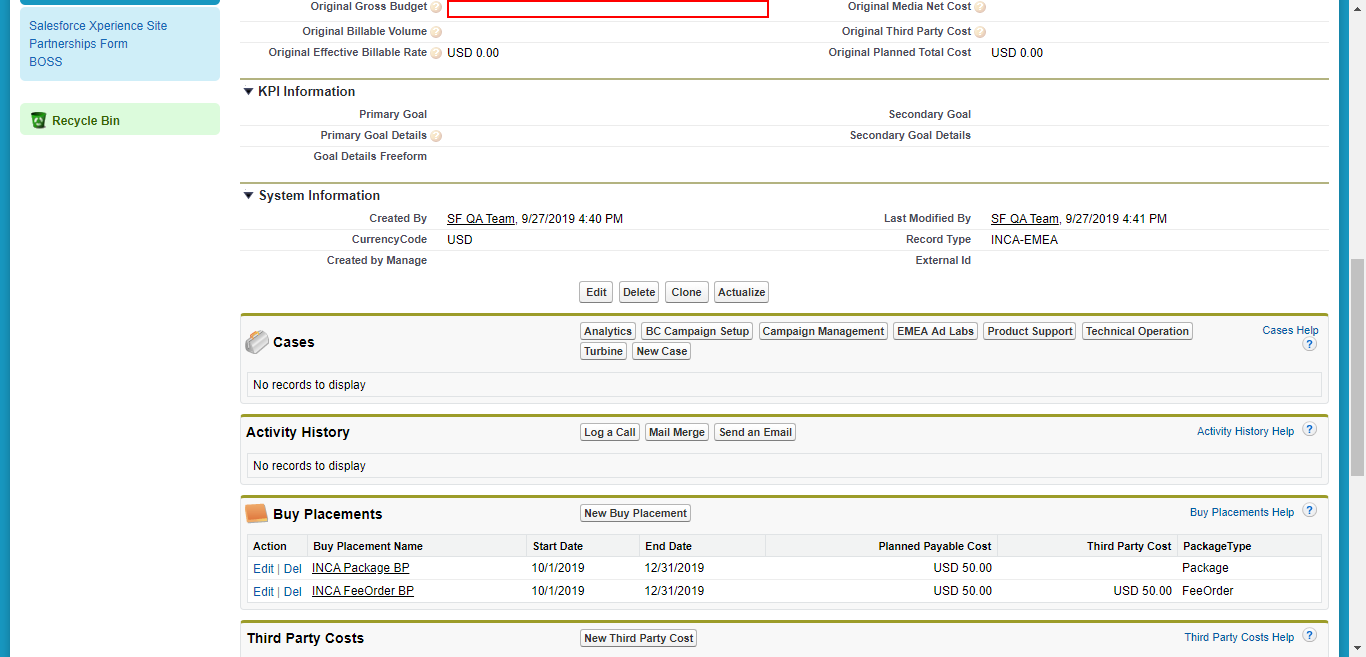 Original Gross Budget ? Original Media Net Cost ?
Salesforce Xperience Site
Original Billable Volume ? Original Third Party Cost ?
Partnerships Form
Original Effective Billable Rate ? USD 0.00 Original Planned Total Cost USD 0.00
BOSS
KPI Information
Recycle Bin
Primary Goal Secondary Goal
Primary Goal Details ? Secondary Goal Details
Goal Details Freeform
System Information
Created By SF QA Team, 9/27/2019 4:40 PM Last Modified By SF QA Team, 9/27/2019 4:41 PM
CurrencyCode USD Record Type INCA-EMEA
Created by Manage External Id
Edit Delete Clone Actualize
Cases Analytics BC Campaign Setup Campaign Management EMEA Ad Labs Product Support Technical Operation Cases Help ?
Turbine New Case
No records to display
Activity History Log a Call Mail Merge Send an Email Activity History Help ?
No records to display
Buy Placements New Buy Placement Buy Placements Help ?
Action Buy Placement Name Start Date End Date Planned Payable Cost Third Party Cost PackageType
Edit | Del INCA Package BP 10/1/2019 12/31/2019 USD 50.00 Package
Edit | Del INCA FeeOrder BP 10/1/2019 12/31/2019 USD 50.00 USD 50.00 FeeOrder
Third Party Costs New Third Party Cost Third Party Costs Help ?